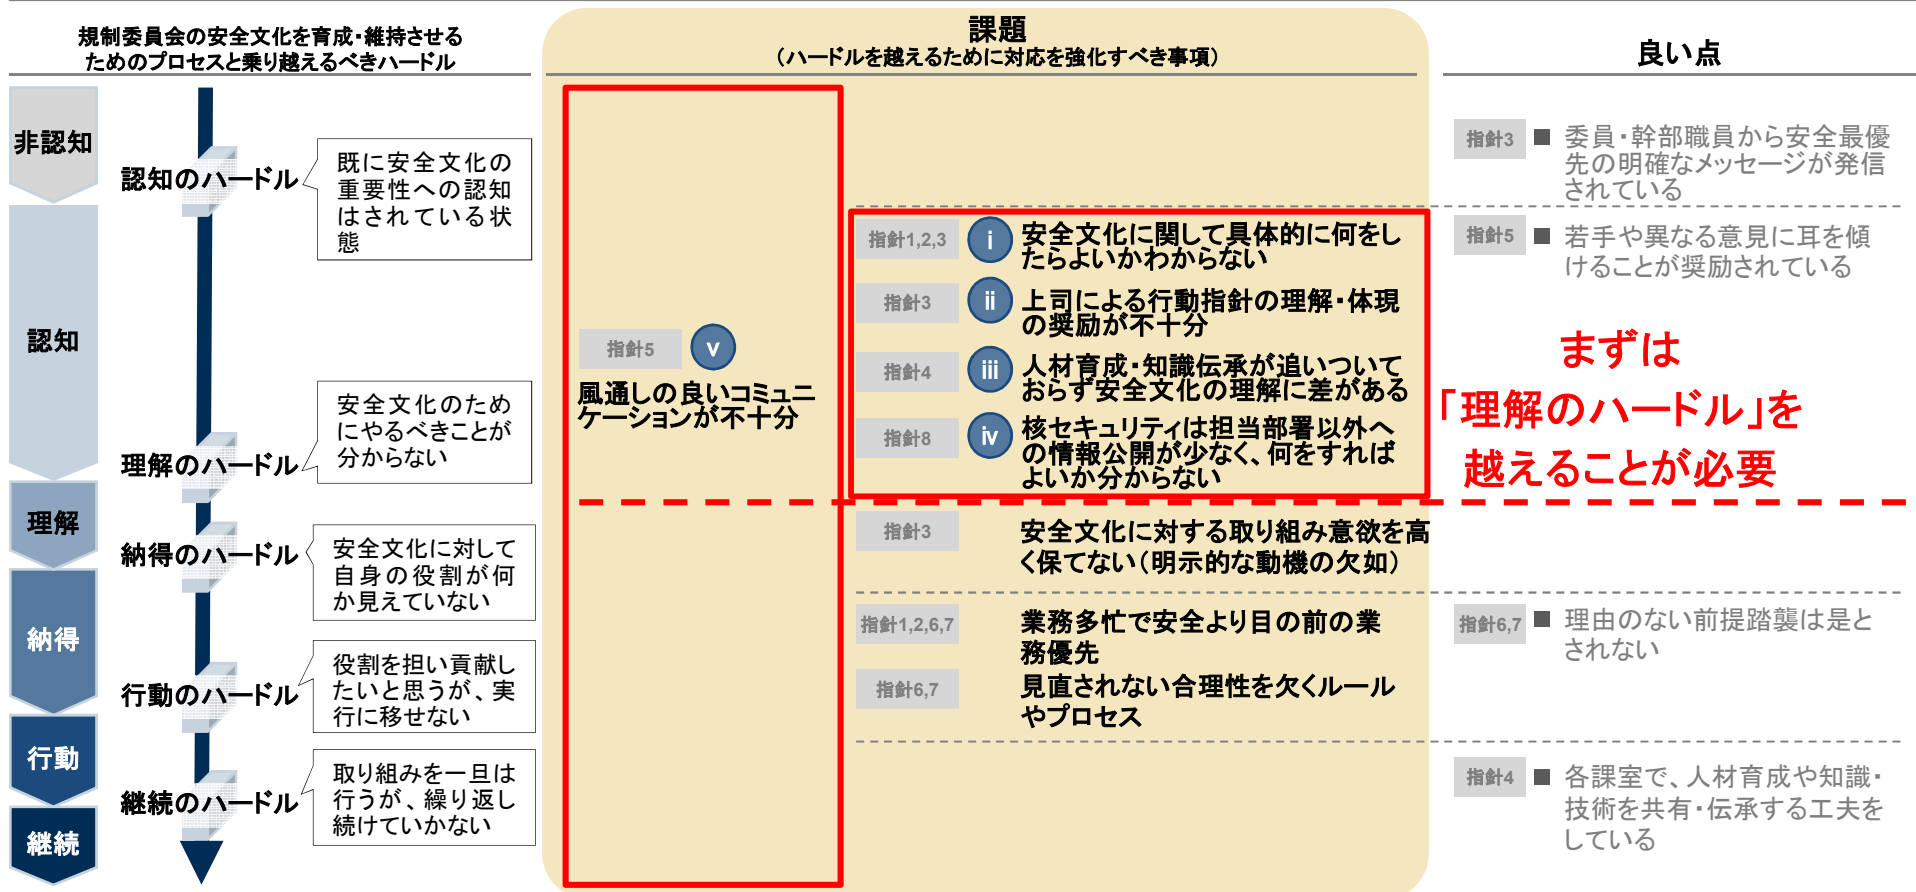 規制委員会の安全文化を育成・維持させる
ためのプロセスと乗り越えるべきハードル
課題
（ハードルを越えるために対応を強化すべき事項）
良い点
非認知
認知
理解
納得
行動
継続
認知のハードル
既に安全文化の
重要性への認知
はされている状
態
理解のハードル
安全文化のため
にやるべきことが
分からない
納得のハードル
安全文化に対して
自身の役割が何
か見えていない
行動のハードル
役割を担い貢献し
たいと思うが、実
行に移せない
継続のハードル
取り組みを一旦は
行うが、繰り返し
続けていかない
指針5
v
風通しの良いコミュニ
ケーションが不十分
指針1,2,3
i
安全文化に関して具体的に何をし
たらよいかわからない
指針3
ii
上司による行動指針の理解・体現
の奨励が不十分
指針4
iii
人材育成・知識伝承が追いついて
おらず安全文化の理解に差がある
指針8
iv
核セキュリティは担当部署以外へ
の情報公開が少なく、何をすれば
よいか分からない
指針3
安全文化に対する取り組み意欲を高
く保てない（明示的な動機の欠如）
指針1,2,6,7
業務多忙で安全より目の前の業
務優先
指針6,7
見直されない合理性を欠くルール
やプロセス
指針3
■ 委員・幹部職員から安全最優
先の明確なメッセージが発信
されている
指針5
■ 若手や異なる意見に耳を傾
けることが奨励されている
まずは
「理解のハードル」を
越えることが必要
指針6,7
■ 理由のない前提踏襲は是と
されない
指針4
■ 各課室で、人材育成や知識・
技術を共有・伝承する工夫を
している